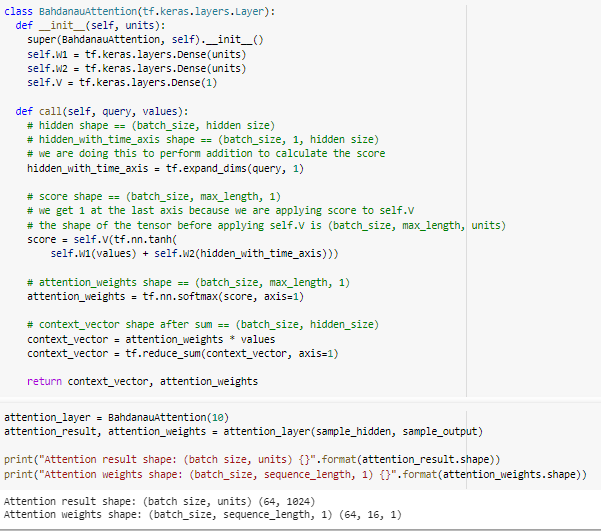 class BahdanauAttention(tf.keras.layers.Layer):
  def __init__(self, units):
    super(BahdanauAttention, self).__init__()
    self.W1 = tf.keras.layers.Dense(units)
    self.W2 = tf.keras.layers.Dense(units)
    self.V = tf.keras.layers.Dense(1)

  def call(self, query, values):
    # hidden shape == (batch_size, hidden size)
    # hidden_with_time_axis shape == (batch_size, 1, hidden size)
    # we are doing this to perform addition to calculate the score
    hidden_with_time_axis = tf.expand_dims(query, 1)

    # score shape == (batch_size, max_length, 1)
    # we get 1 at the last axis because we are applying score to self.V
    # the shape of the tensor before applying self.V is (batch_size, max_length, units)
    score = self.V(tf.nn.tanh(
        self.W1(values) + self.W2(hidden_with_time_axis)))

    # attention_weights shape == (batch_size, max_length, 1)
    attention_weights = tf.nn.softmax(score, axis=1)

    # context_vector shape after sum == (batch_size, hidden_size)
    context_vector = attention_weights * values
    context_vector = tf.reduce_sum(context_vector, axis=1)

    return context_vector, attention_weights

attention_layer = BahdanauAttention(10)
attention_result, attention_weights = attention_layer(sample_hidden, sample_output)

print("Attention result shape: (batch size, units) {}".format(attention_result.shape))
print("Attention weights shape: (batch_size, sequence_length, 1) {}".format(attention_weights.shape))

Attention result shape: (batch size, units) (64, 1024)
Attention weights shape: (batch_size, sequence_length, 1) (64, 16, 1)